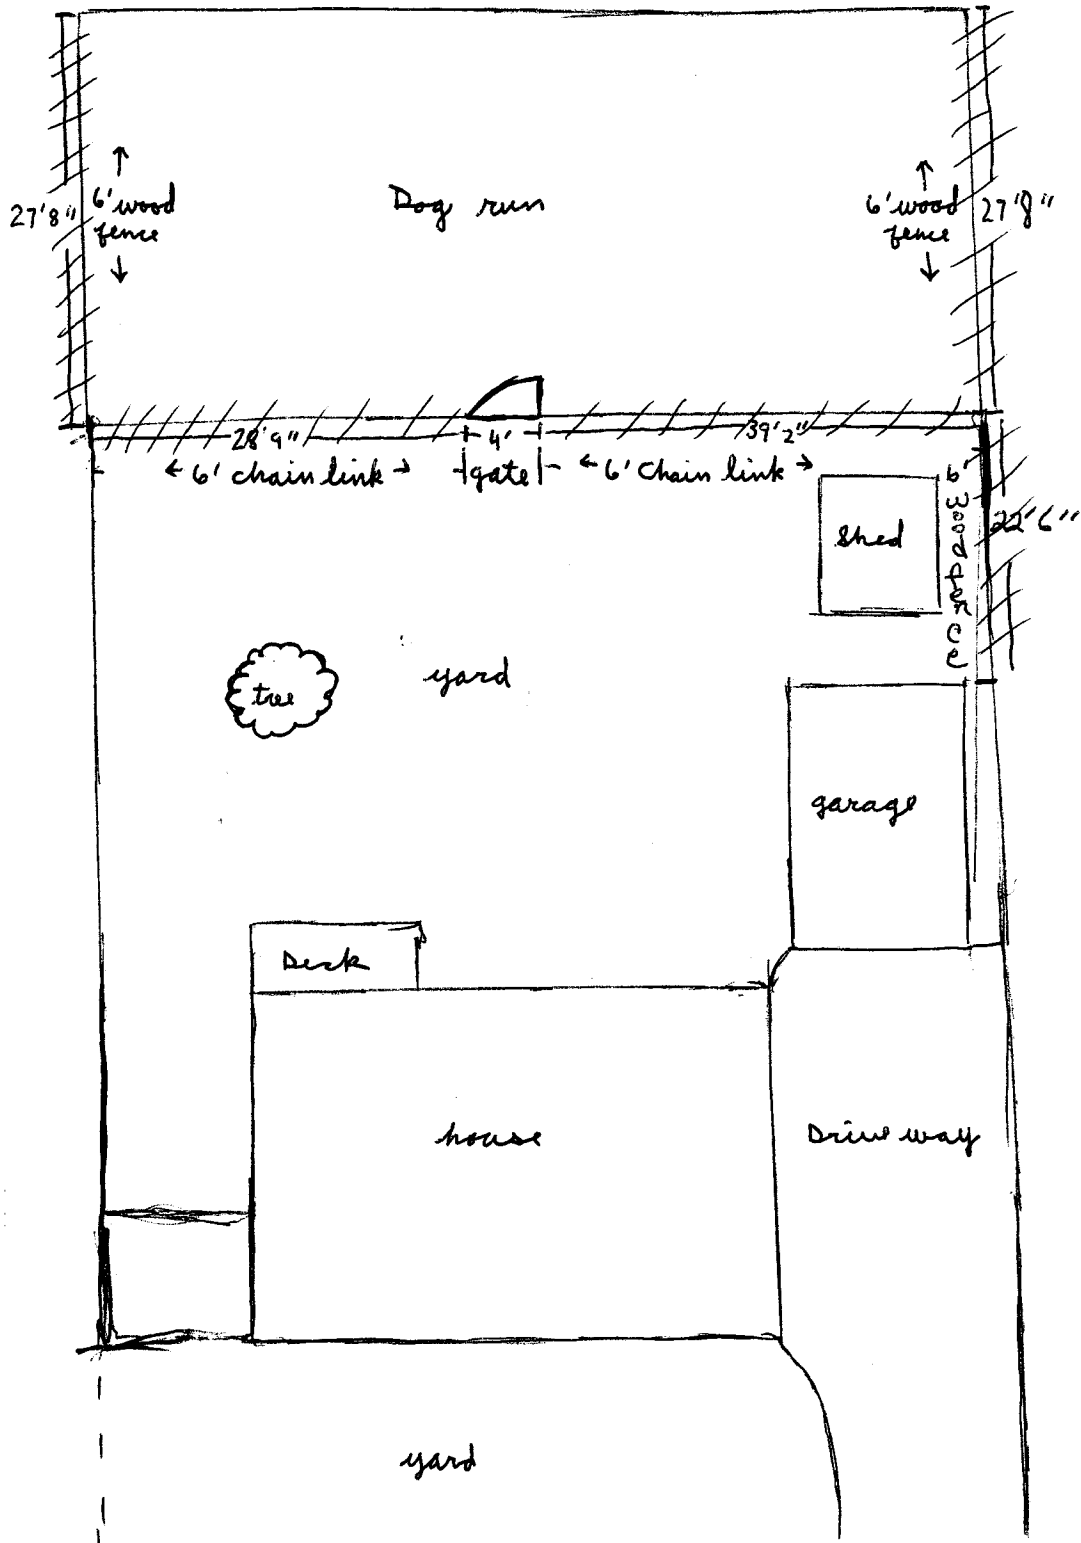 Dog run
27'8"
6' wood
fence
6' wood
fence
27'8"
28'9"
4'
39'2"
6' Chain link
gate
6' Chain link
6' wood fence
22'6"
Shed
tree
yard
garage
Deck
house
Drive way
yard